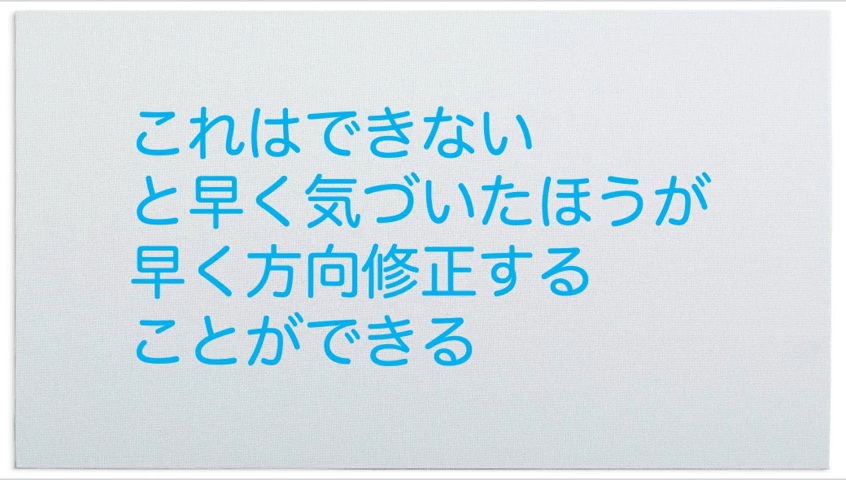 これはできない
と早く気づいたほうが
早く方向修正する
ことができる